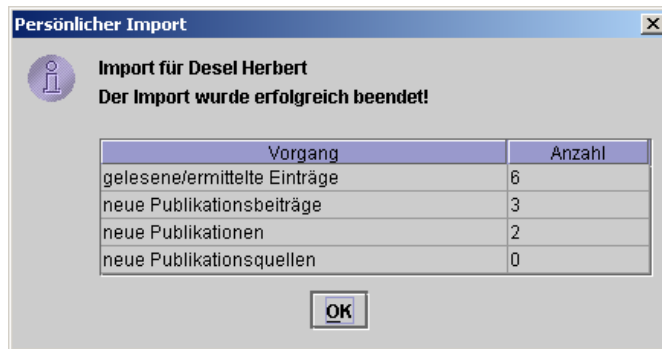 Persönlicher Import
Import für Desel Herbert
Der Import wurde erfolgreich beendet!
Vorgang Anzahl
gelesene/ermittelte Einträge 6
neue Publikationsbeiträge 3
neue Publikationen 2
neue Publikationsquellen 0
OK